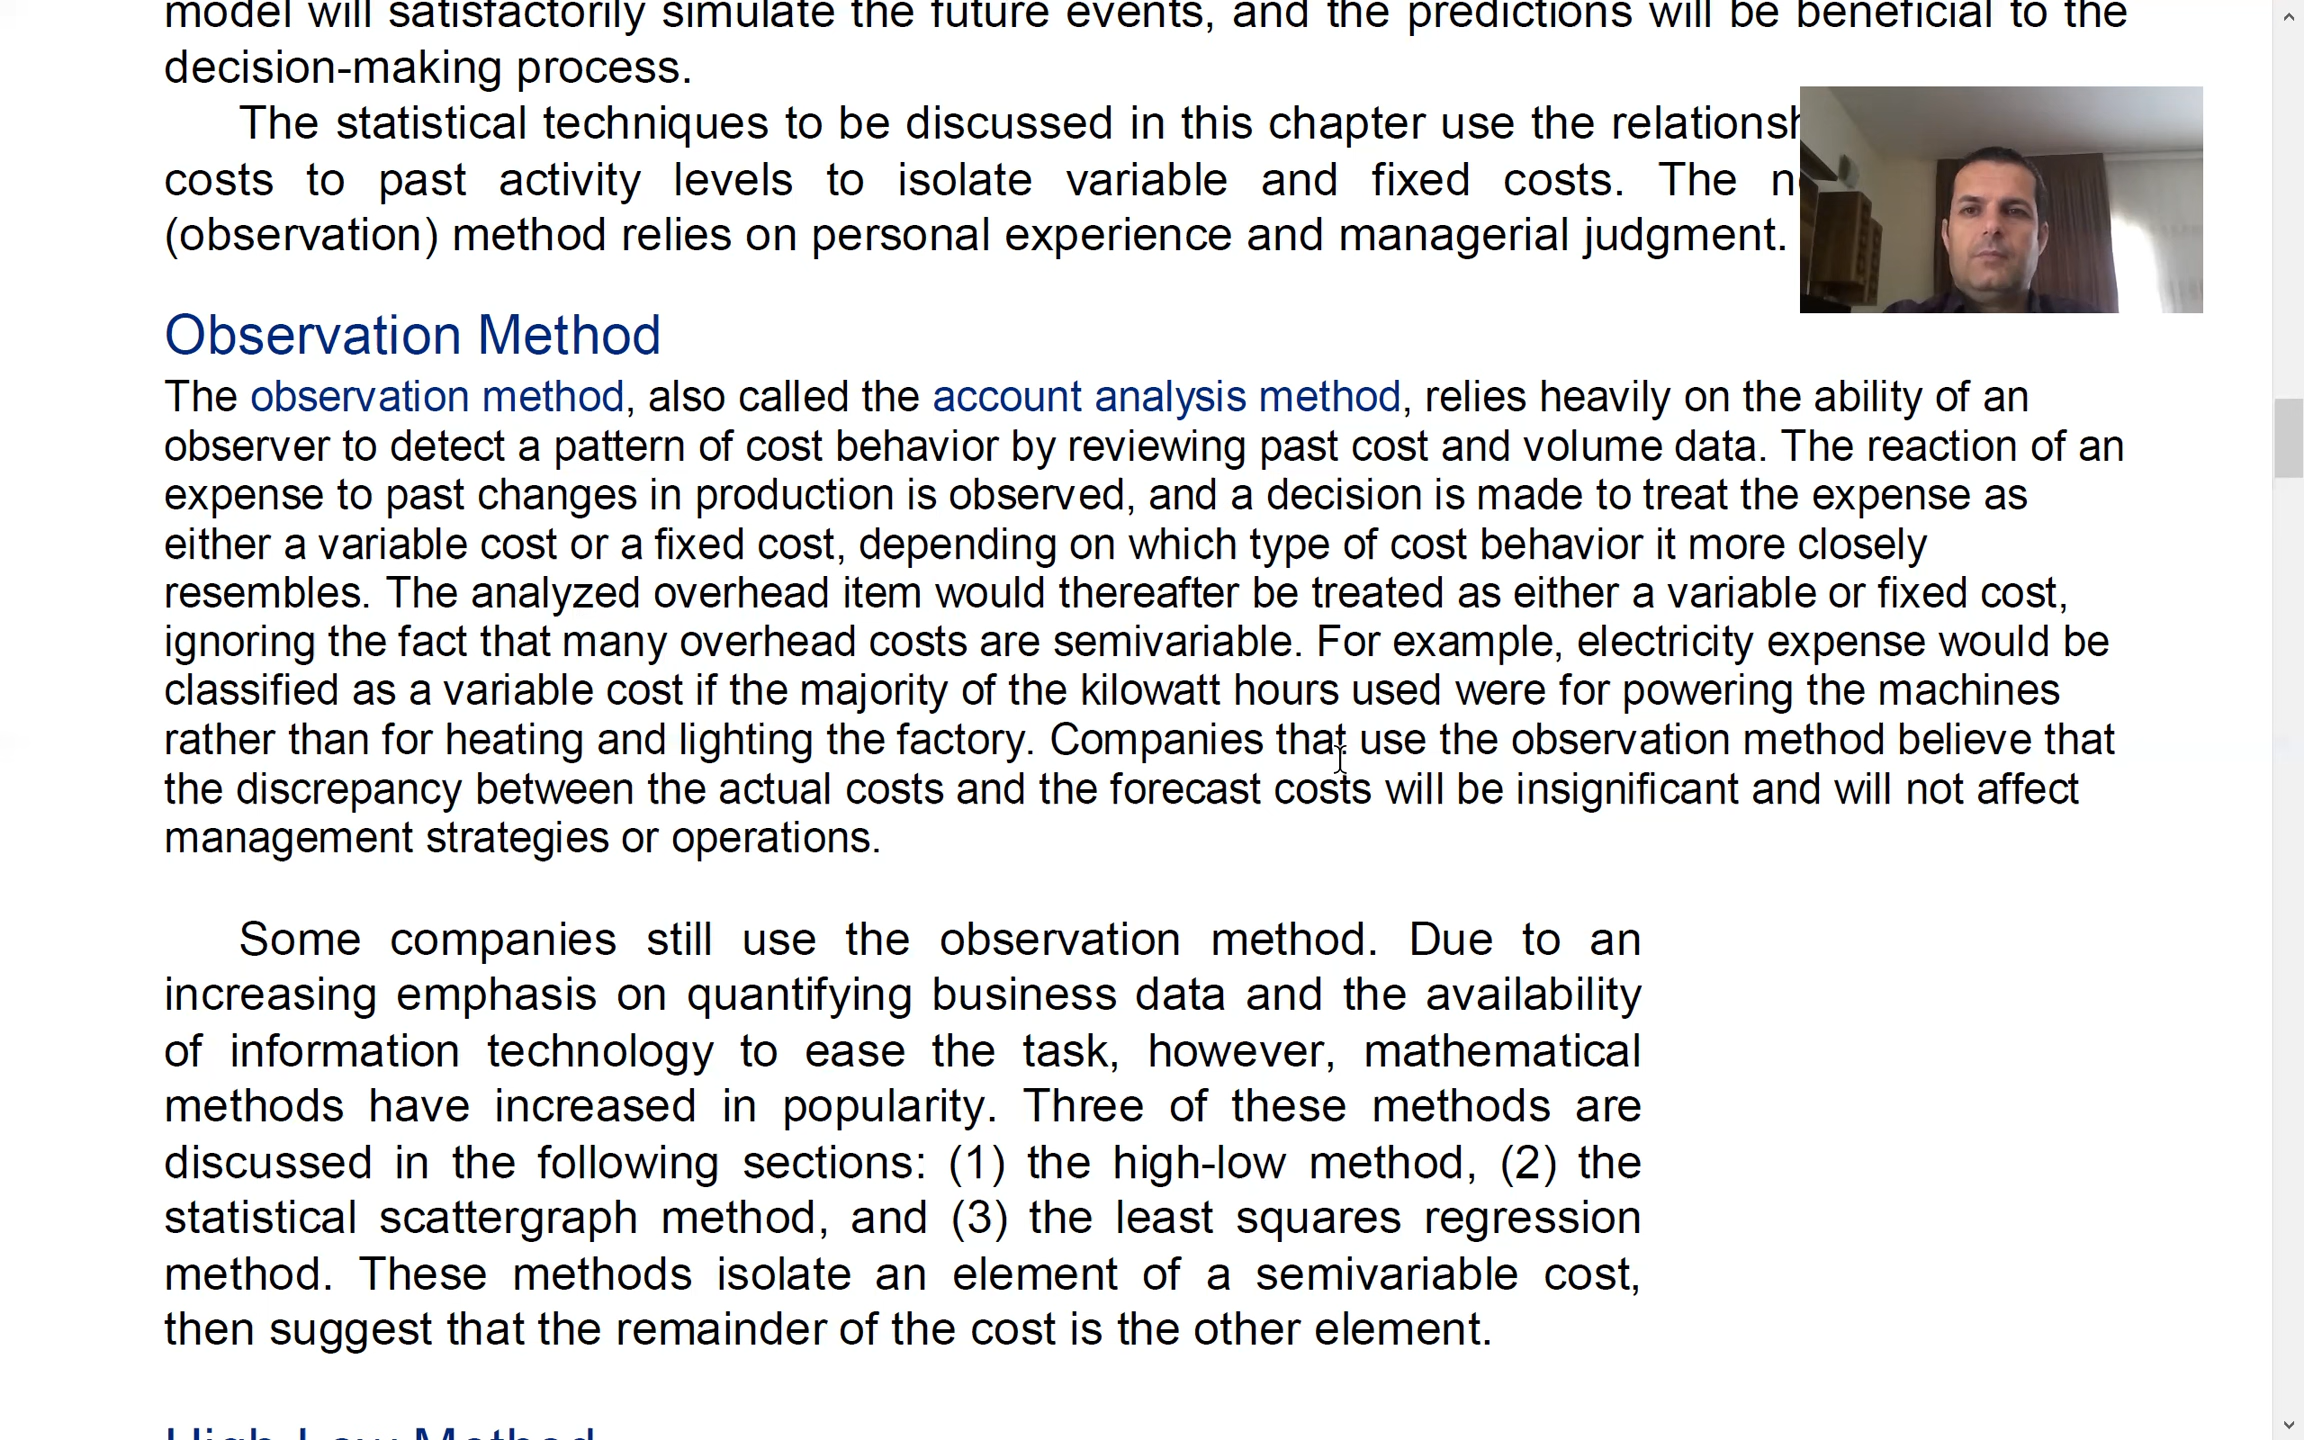 model will satisfactorily simulate the future events, and the predictions will be beneficial to the
decision-making process.
The statistical techniques to be discussed in this chapter use the
costs to past activity levels to isolate variable and fixed costs. The
(observation) method relies on personal experience and managerial judgment.
Observation Method
The observation method, also called the account analysis method, relies heavily on the ability of an
observer to detect a pattern of cost behavior by reviewing past cost and volume data. The reaction of an
expense to past changes in production is observed, and a decision is made to treat the expense as
either a variable cost or a fixed cost, depending on which type of cost behavior it more closely
resembles. The analyzed overhead item would thereafter be treated as either a variable or fixed cost,
ignoring the fact that many overhead costs are semivariable. For example, electricity expense would be
classified as a variable cost if the majority of the kilowatt hours used were for powering the machines
rather than for heating and lighting the factory. Companies that use the observation method believe that
the discrepancy between the actual costs and the forecast costs will be insignificant and will not affect
management strategies or operations.
Some companies still use the observation method. Due to an
increasing emphasis on quantifying business data and the availability
of information technology to ease the task, however, mathematical
methods have increased in popularity. Three of these methods are
discussed in the following sections: (1) the high-low method, (2) the
statistical scattergraph method, and (3) the least squares regression
method. These methods isolate an element of a semivariable cost,
then suggest that the remainder of the cost is the other element.
High-Low Method